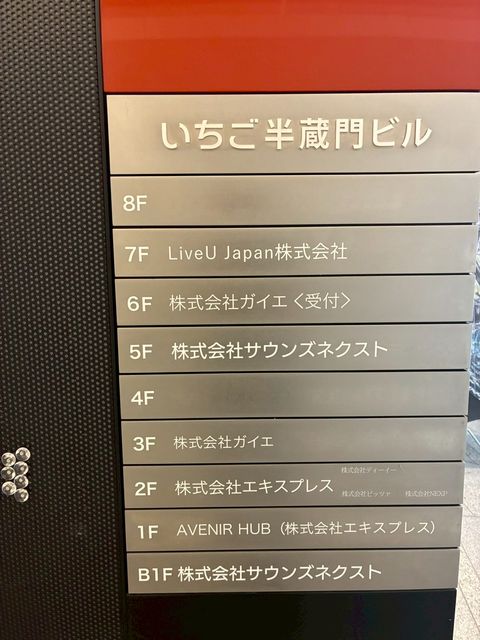 いちご半蔵門ビル
8F
7F LiveU Japan株式会社
6F 株式会社ガイエ〈受付〉
5F 株式会社サウンズネクスト
4F
3F 株式会社ガイエ
株式会社ディーイー
2F 株式会社エキスプレス
株式会社ピッツァ 株式会社NEXP
1F AVENIR HUB（株式会社エキスプレス）
B1F 株式会社サウンズネクスト